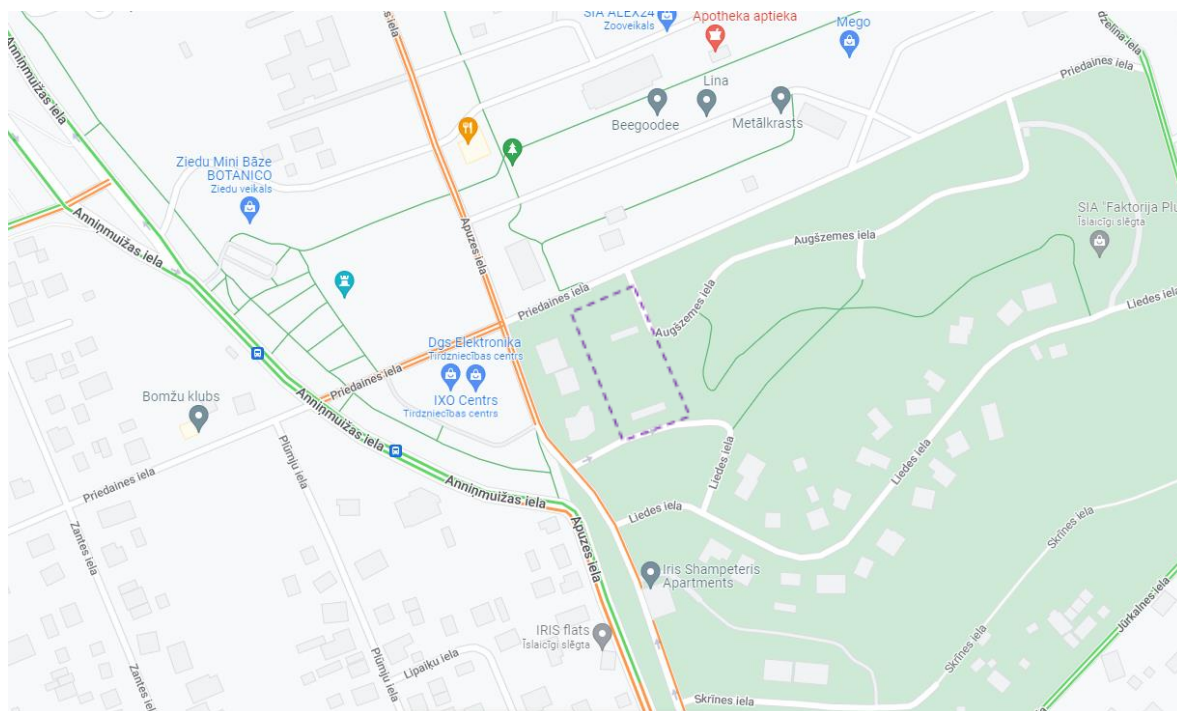 SIA ALEX24
Zooveikals
Apotheka aptieka
Mego
Priedaines iela
Lina
Beegoodee
Metālkrasts
Anniņmuižas iela
Ziedu Mini Bāze
BOTANICO
Ziedu veikals
Anniņmuižas iela
Apuzes iela
SIA "Faktorija Plu
Īslaicīgi slēgta
Augšzemes iela
Priedaines iela
Augšzemes iela
Liedes iela
Dgs Elektronika
Tirdzniecības centrs
IXO Centrs
Tirdzniecības centrs
Priedaines iela
Bomžu klubs
Anniņmuižas iela
Plūmju iela
Priedaines iela
Anniņmuižas iela
Liedes iela
Liedes iela
Liedes iela
Zantes iela
Apuzes iela
Skrīnes iela
Iris Shampeteris
Apartments
IRIS flats
Īslaicīgi slēgta
Lipaiku iela
Plūmju iela
Zantes iel
Skrīnes iela
Jūrkalnes iela
Skrīnes iela